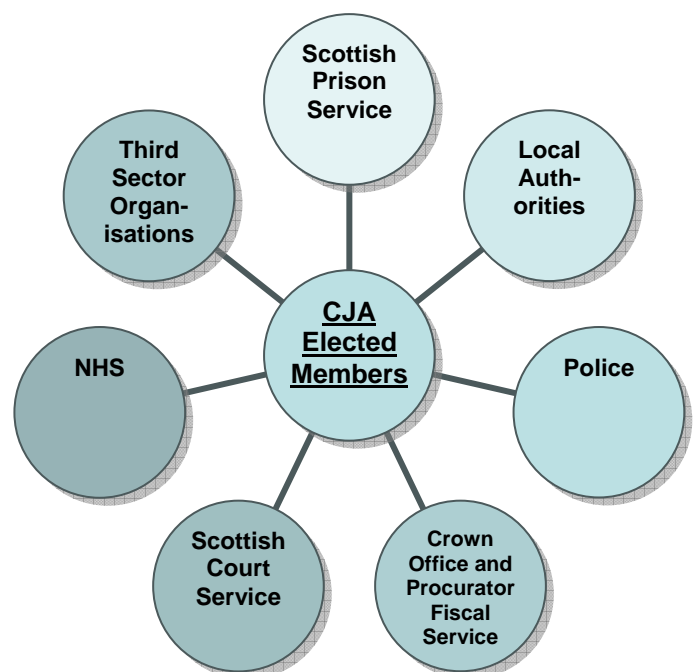 Scottish
Prison
Service
Third
Sector
Organ-
isations
Local
Auth-
orities
CJA
Elected
Members
NHS
Police
Scottish
Court
Service
Crown
Office and
Procurator
Fiscal
Service